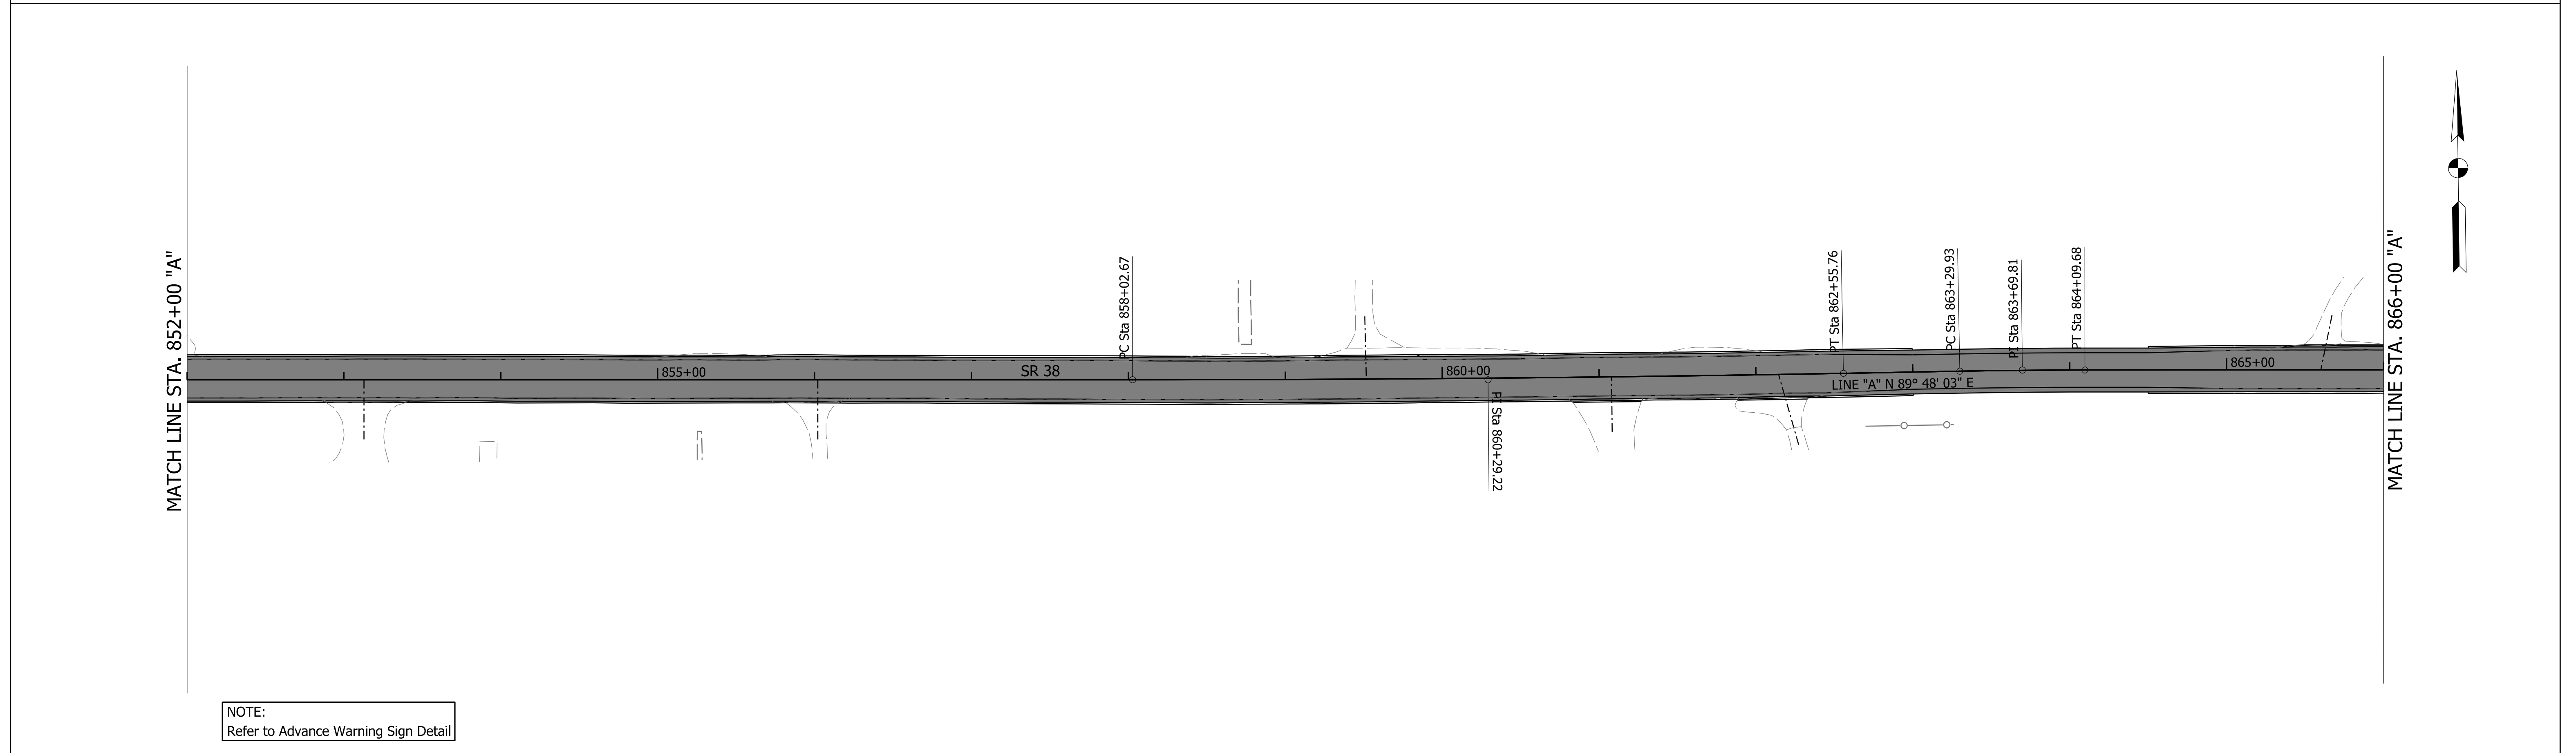 MATCH LINE STA. 852+00 "A"
855+00
SR 38
PC Sta 858+02.67
860+00
PI Sta 860+29.22
PT Sta 862+55.76
LINE "A" N 89° 48' 03" E
PC Sta 863+29.93
PI Sta 863+69.81
PT Sta 864+09.68
865+00
MATCH LINE STA. 866+00 "A"
NOTE:
Refer to Advance Warning Sign Detail